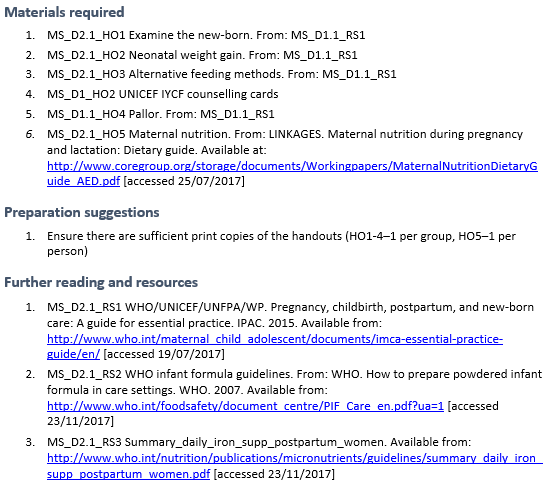 Materials required
1. MS_D2.1_HO1 Examine the new-born. From: MS_D1.1_RS1
2. MS_D2.1_HO2 Neonatal weight gain. From: MS_D1.1_RS1
3. MS_D2.1_HO3 Alternative feeding methods. From: MS_D1.1_RS1
4. MS_D1_HO2 UNICEF IYCF counselling cards
5. MS_D1.1_HO4 Pallor. From: MS_D1.1_RS1
6. MS_D2.1_HO5 Maternal nutrition. From: LINKAGES. Maternal nutrition during pregnancy
and lactation: Dietary guide. Available at:
http://www.coregroup.org/storage/documents/Workingpapers/MaternalNutritionDietaryG
uide_AED.pdf [accessed 25/07/2017]
Preparation suggestions
1. Ensure there are sufficient print copies of the handouts (HO1-4–1 per group, HO5–1 per
person)
Further reading and resources
1. MS_D2.1_RS1 WHO/UNICEF/UNFPA/WP. Pregnancy, childbirth, postpartum, and new-born
care: A guide for essential practice. IPAC. 2015. Available from:
http://www.who.int/maternal_child_adolescent/documents/imca-essential-practice-
guide/en/ [accessed 19/07/2017]
2. MS_D2.1_RS2 WHO infant formula guidelines. From: WHO. How to prepare powdered infant
formula in care settings. WHO. 2007. Available from:
http://www.who.int/foodsafety/document_centre/PIF_Care_en.pdf?ua=1 [accessed
23/11/2017]
3. MS_D2.1_RS3 Summary_daily_iron_supp_postpartum_women. Available from:
http://www.who.int/nutrition/publications/micronutrients/guidelines/summary_daily_iron_
supp_postpartum_women.pdf [accessed 23/11/2017]